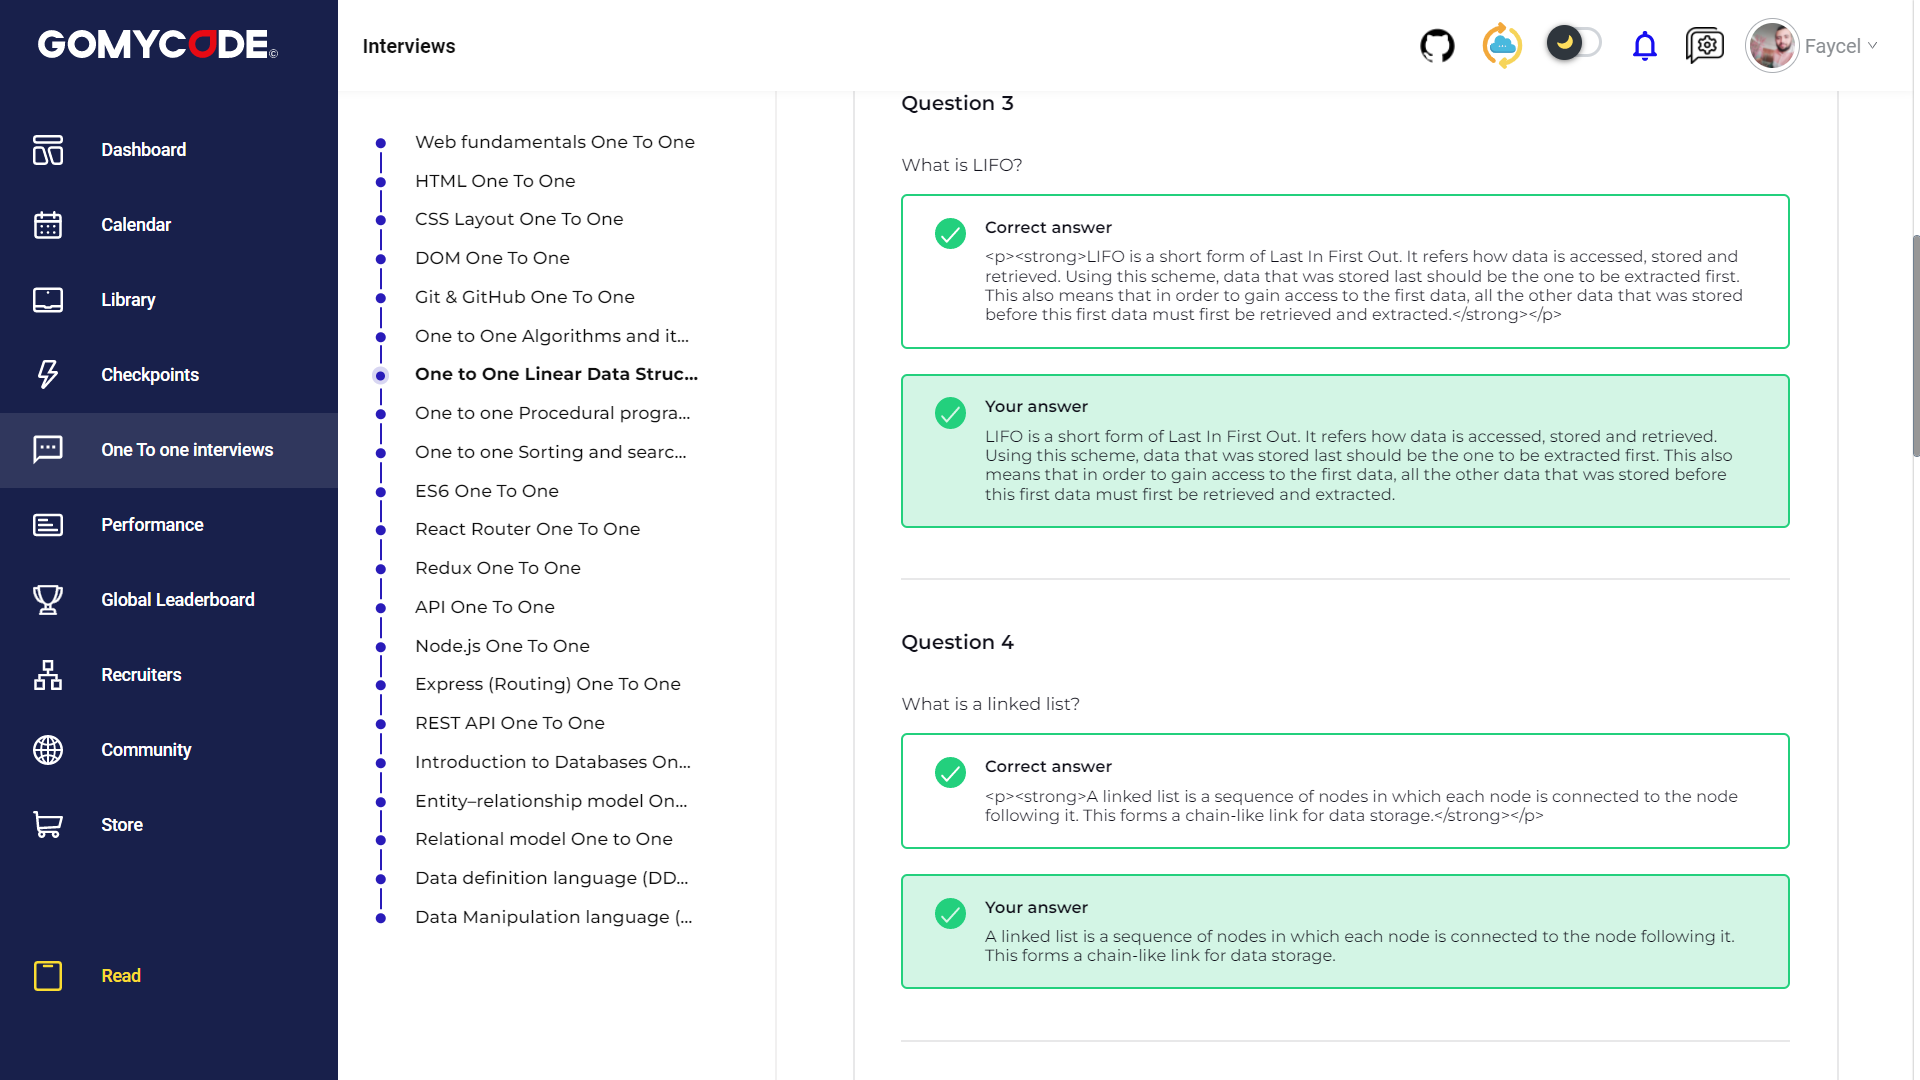 GOMYCODE©
Interviews
Faycel
Dashboard
Calendar
Library
Checkpoints
One To one interviews
Performance
Global Leaderboard
Recruiters
Community
Store
Read
Web fundamentals One To One
HTML One To One
CSS Layout One To One
DOM One To One
Git & GitHub One To One
One to One Algorithms and it...
One to One Linear Data Struc...
One to one Procedural progra...
One to one Sorting and searc...
ES6 One To One
React Router One To One
Redux One To One
API One To One
Node.js One To One
Express (Routing) One To One
REST API One To One
Introduction to Databases On...
Entity–relationship model On...
Relational model One to One
Data definition language (DD...
Data Manipulation language (...
Question 3
What is LIFO?
Correct answer
<p><strong>LIFO is a short form of Last In First Out. It refers how data is accessed, stored and
retrieved. Using this scheme, data that was stored last should be the one to be extracted first.
This also means that in order to gain access to the first data, all the other data that was stored
before this first data must first be retrieved and extracted.</strong></p>
Your answer
LIFO is a short form of Last In First Out. It refers how data is accessed, stored and retrieved.
Using this scheme, data that was stored last should be the one to be extracted first. This also
means that in order to gain access to the first data, all the other data that was stored before
this first data must first be retrieved and extracted.
Question 4
What is a linked list?
Correct answer
<p><strong>A linked list is a sequence of nodes in which each node is connected to the node
following it. This forms a chain-like link for data storage.</strong></p>
Your answer
A linked list is a sequence of nodes in which each node is connected to the node following it.
This forms a chain-like link for data storage.